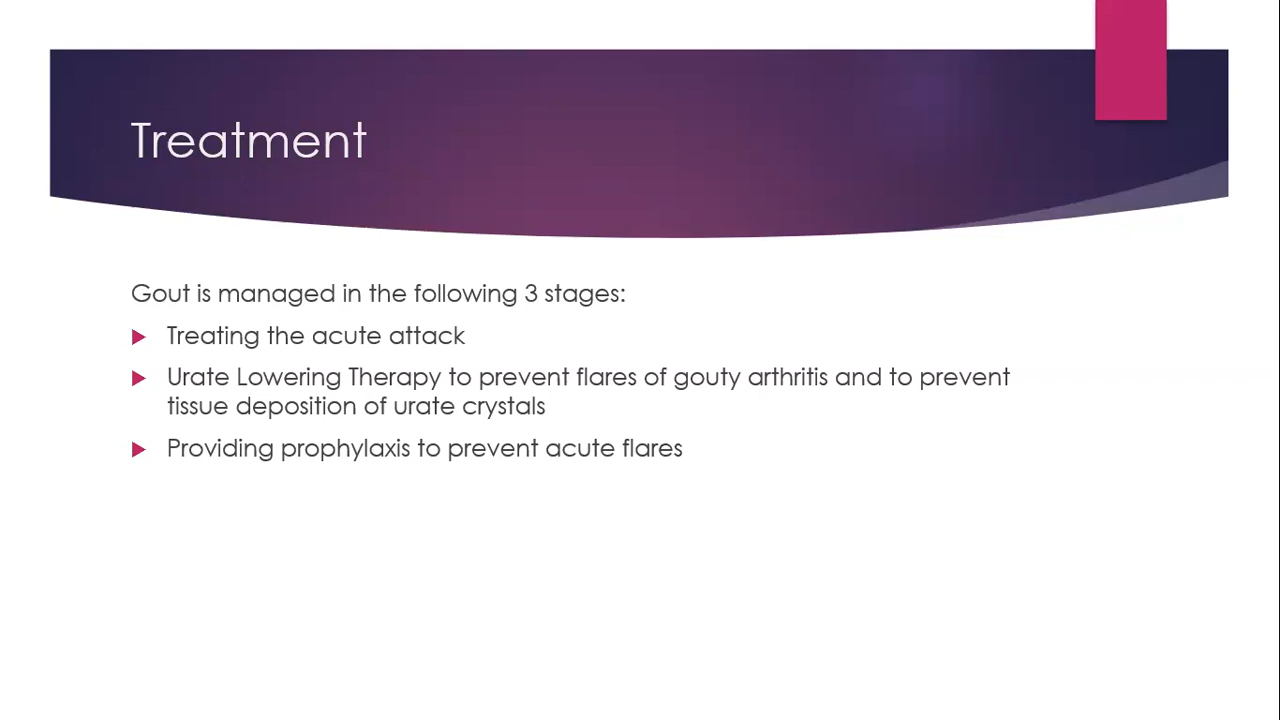 Treatment
Gout is managed in the following 3 stages:
Treating the acute attack
Urate Lowering Therapy to prevent flares of gouty arthritis and to prevent
tissue deposition of urate crystals
Providing prophylaxis to prevent acute flares